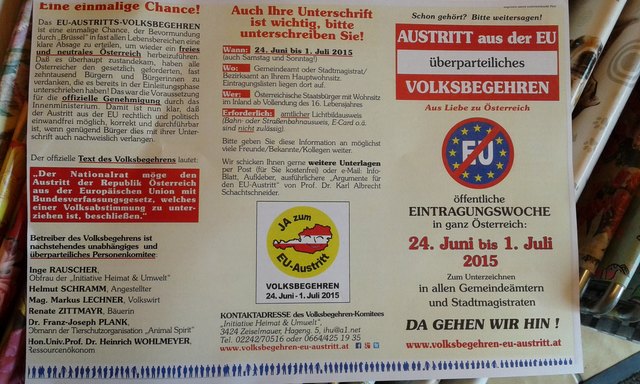 Eine einmalige Chance!
Das EU-AUSTRITTS-VOLKSBEGEHREN
ist eine einmalige Chance, der Bevormundung
durch „Brüssel" in fast allen Lebensbereichen eine
klare Absage zu erteilen, um wieder ein freies
und neutrales Österreich herbeizuführen.
Daß es überhaupt zustandekam, haben alle
Österreicher den gesetzlich geforderten, fast
zehntausend Bürgern und Bürgerinnen zu
verdanken, die es bereits in der Einleitungsphase
unterschrieben haben! Das war die Voraussetzung
für die offizielle Genehmigung durch das
Innenministerium. Damit ist nun klar, daß
der Austritt aus der EU rechtlich und politisch
einwandfrei möglich, korrekt und durchführbar
ist, wenn genügend Bürger dies mit ihrer Unter-
schrift auch nachweislich verlangen.
Der offizielle Text des Volksbegehrens lautet:
„Der Nationalrat möge den
Austritt der Republik Österreich
aus der Europäischen Union mit
Bundesverfassungsgesetz, welches
einer Volksabstimmung zu unter-
ziehen ist, beschließen."
Betreiber des Volksbegehrens ist
nachstehendes unabhängiges und
überparteiliches Personenkomitee:
Inge RAUSCHER,
Obfrau der „Initiative Heimat & Umwelt"
Helmut SCHRAMM, Angestellter
Mag. Markus LECHNER, Volkswirt
Renate ZITTMAYR, Bäuerin
Dr. Franz-Joseph PLANK,
Obmann der Tierschutzorganisation „Animal Spirit"
Hon.Univ.Prof. Dr. Heinrich WOHLMEYER,
Ressourcenökonom
Auch Ihre Unterschrift
ist wichtig, bitte
unterschreiben Sie!
Wann: 24. Juni bis 1. Juli 2015
(auch Samstag und Sonntag!)
Wo: Gemeindeamt oder Stadtmagistrat/
Bezirksamt an Ihrem Hauptwohnsitz.
Eintragungslisten liegen dort auf.
Wer: Österreichische Staatsbürger mit Wohnsitz
im Inland ab Vollendung des 16. Lebensjahres
Erforderlich: amtlicher Lichtbildausweis
(Bahn- oder Straßenbahnausweis, E-Card o.ä.
sind nicht zulässig).
Bitte geben Sie diese Information an möglichst
viele Freunde/Bekannte/Kollegen weiter.
Wir schicken Ihnen gerne weitere Unterlagen
per Post (für Sie kostenfrei) oder e-Mail: Info-
Blatt, Aufkleber, ausführlichere „Argumente für
den EU-Austritt" von Prof. Dr. Karl Albrecht
Schachtschneider.
JA zum
EU-Austritt
VOLKSBEGEHREN
24. Juni - 1. Juli 2015
KONTAKTADRESSE des Volksbegehren-Komitees
„Initiative Heimat & Umwelt",
3424 Zeiselmauer, Hageng. 5, ihu@a1.net
Tel. 02242/70516 oder 0664/425 19 35
www.volksbegehren-eu-austritt.at
Schon gehört? Bitte weitersagen!
AUSTRITT aus der EU
überparteiliches
VOLKSBEGEHREN
Aus Liebe zu Österreich
EU
öffentliche
EINTRAGUNGSWOCHE
in ganz Österreich:
24. Juni bis 1. Juli
2015
Zum Unterzeichnen
in allen Gemeindeämtern
und Stadtmagistraten
DA GEHEN WIR HIN !
www.volksbegehren-eu-austritt.at